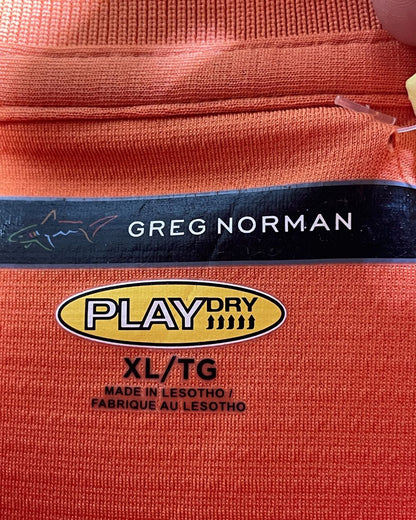 GREG NORMAN
PLAYDRY
XL/TG
MADE IN LESOTHO /
FABRIQUE AU LESOTHO